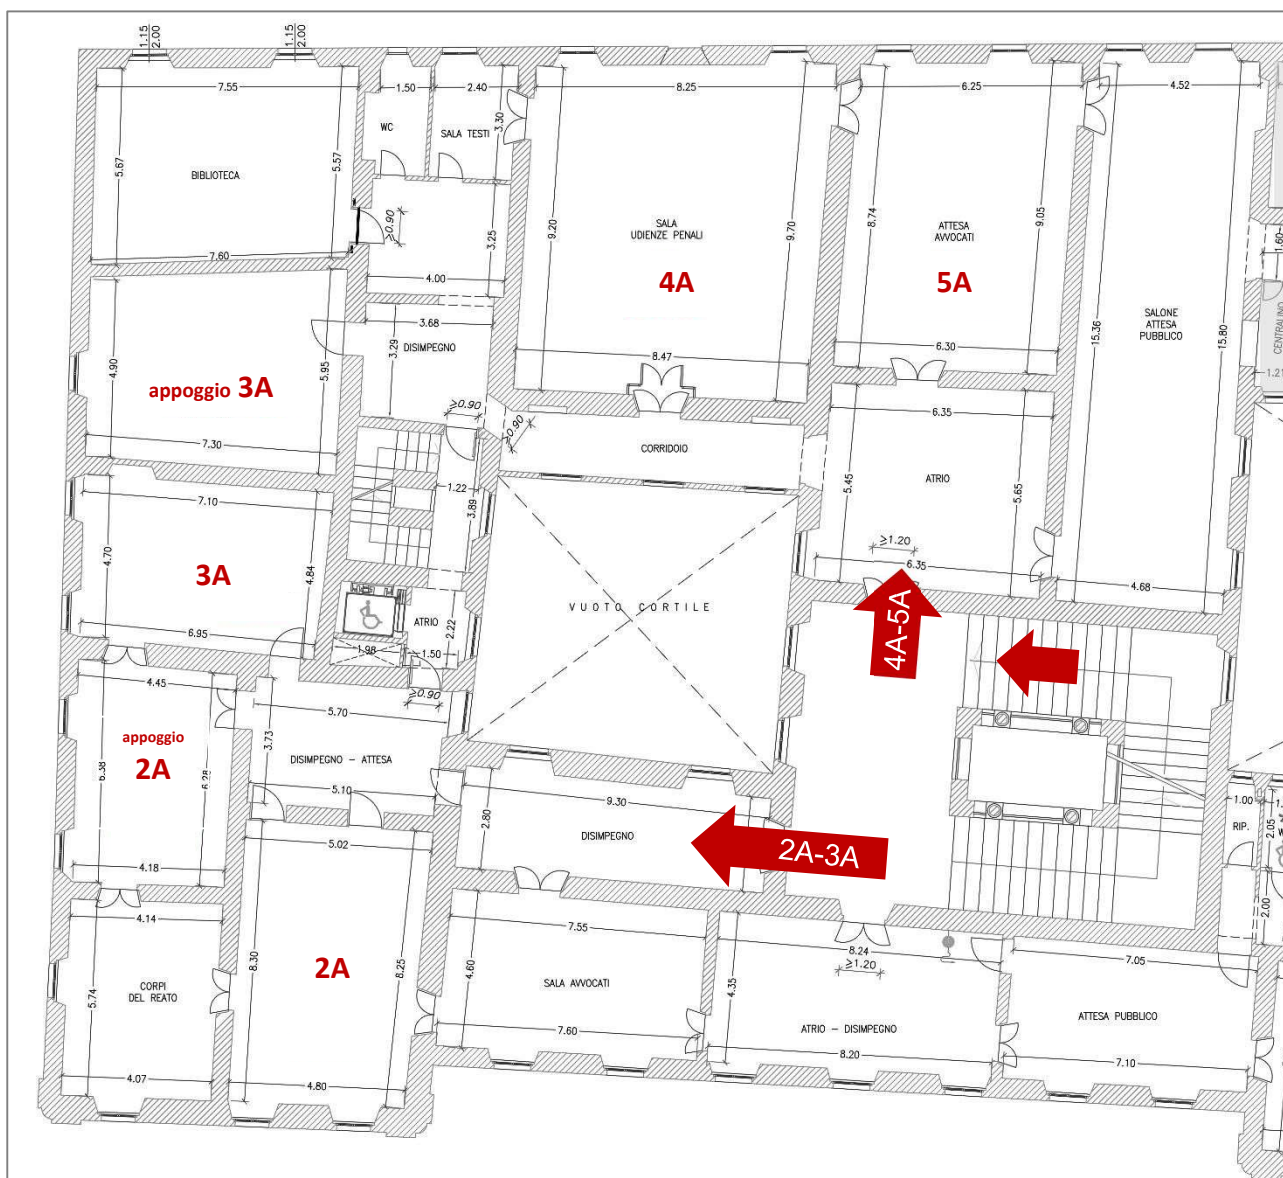 1.15
2.00
1.15
2.00
7.55
1.50
2.40
8.25
6.25
4.52
WC
SALA TESTI
3.30
5.67
5.57
BIBLIOTECA
≥0.90
3.25
9.20
SALA
UDIENZE PENALI
9.70
8.74
ATTESA
AVVOCATI
9.05
1.60
7.60
4.00
4A
5A
3.68
3.29
DISIMPEGNO
15.36
SALONE
ATTESA
PUBBLICO
15.80
CENTRALINO
1.21
4.90
5.95
appoggio 3A
8.47
6.30
≥0.90
≥0.90
6.35
7.30
CORRIDOIO
1.22
3.89
5.45
ATRIO
5.65
7.10
≥1.20
4.70
3A
4.84
VUOTO CORTILE
6.35
4.68
6.95
ATRIO
2.22
1.98
1.50
4A-5A
≥0.90
4.45
5.70
3.73
appoggio
2A
6.38
6.28
DISIMPEGNO - ATTESA
5.10
9.30
2.80
DISIMPEGNO
2A-3A
1.00
RIP.
2.05
5.02
4.18
4.14
7.55
8.24
≥1.20
2.00
7.05
8.30
2A
8.25
4.60
SALA AVVOCATI
4.35
CORPI
DEL REATO
5.74
ATRIO - DISIMPEGNO
ATTESA PUBBLICO
7.60
8.20
7.10
4.07
4.80